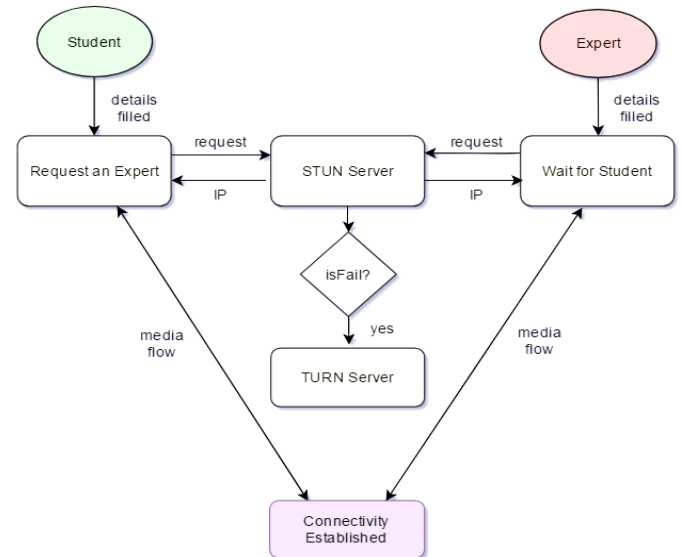 Student
Expert
details
filled
details
filled
request
request
Request an Expert
STUN Server
Wait for Student
IP
IP
isFail?
yes
media
flow
media
flow
TURN Server
Connectivity
Established